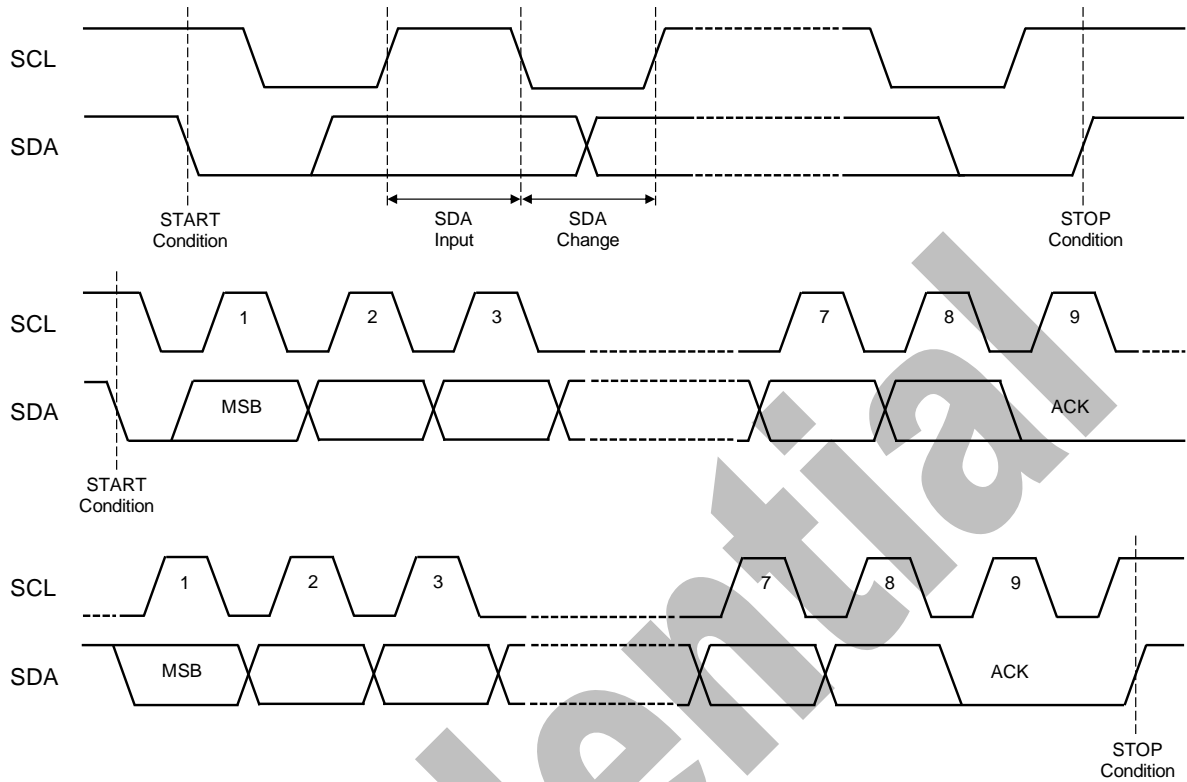 SCL
SDA
START
Condition
SDA
Input
SDA
Change
STOP
Condition
SCL
1
2
3
7
8
9
SDA
MSB
ACK
START
Condition
SCL
1
2
3
7
8
9
SDA
MSB
ACK
STOP
Condition
dential